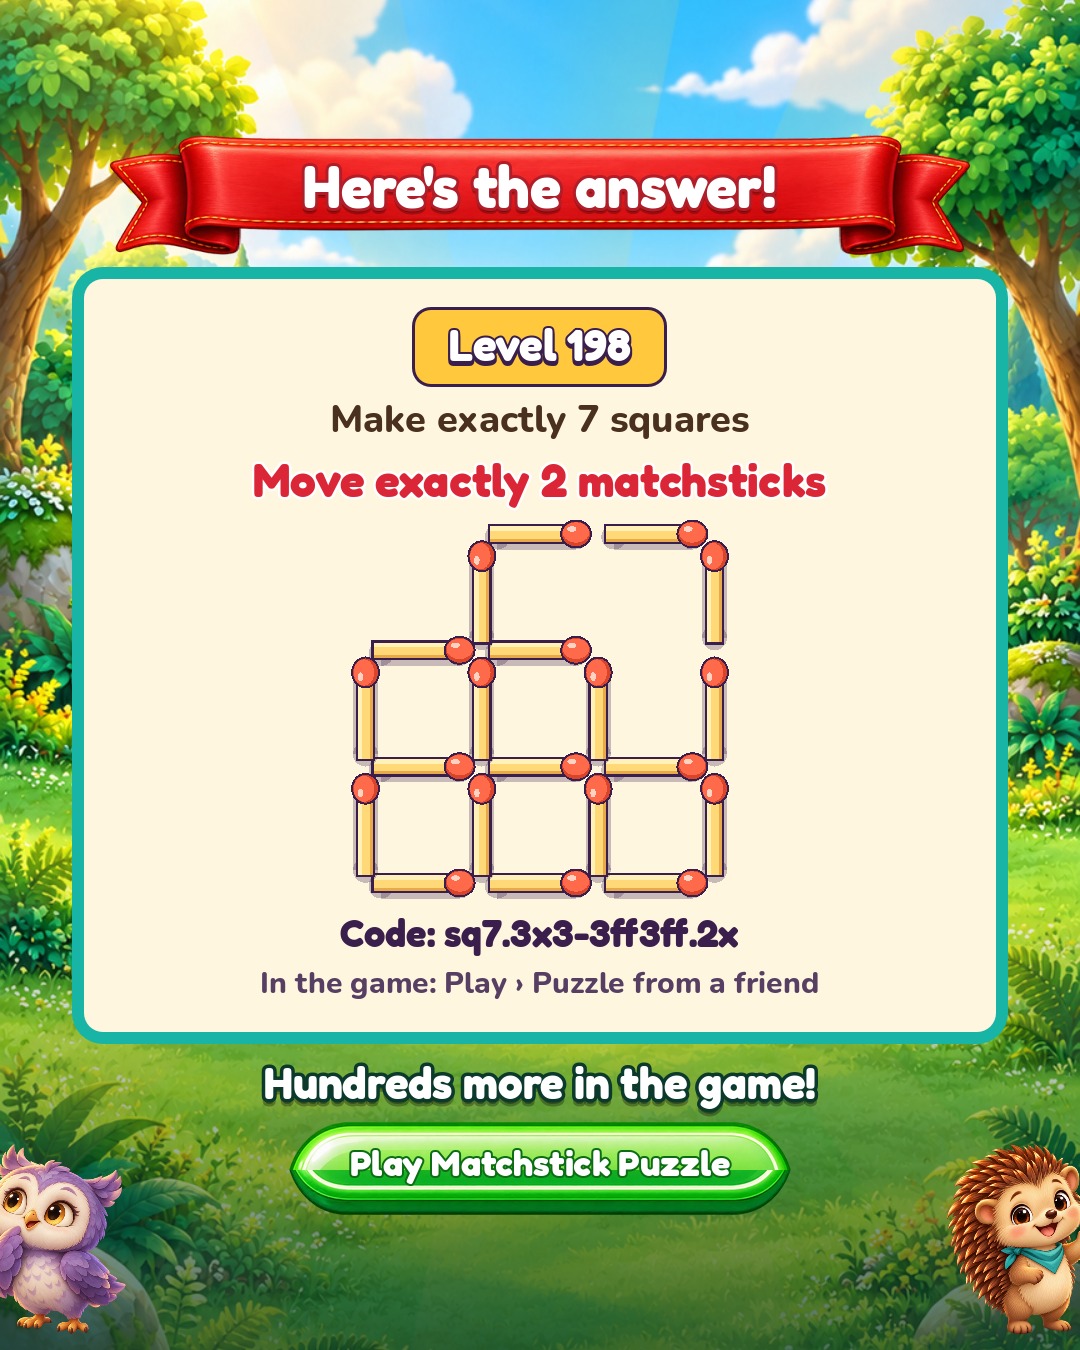 Here's the answer!
Level 198
Make exactly 7 squares
Move exactly 2 matchsticks
Code: sq7.3x3-3ff3ff.2x
In the game: Play › Puzzle from a friend
Hundreds more in the game!
Play Matchstick Puzzle